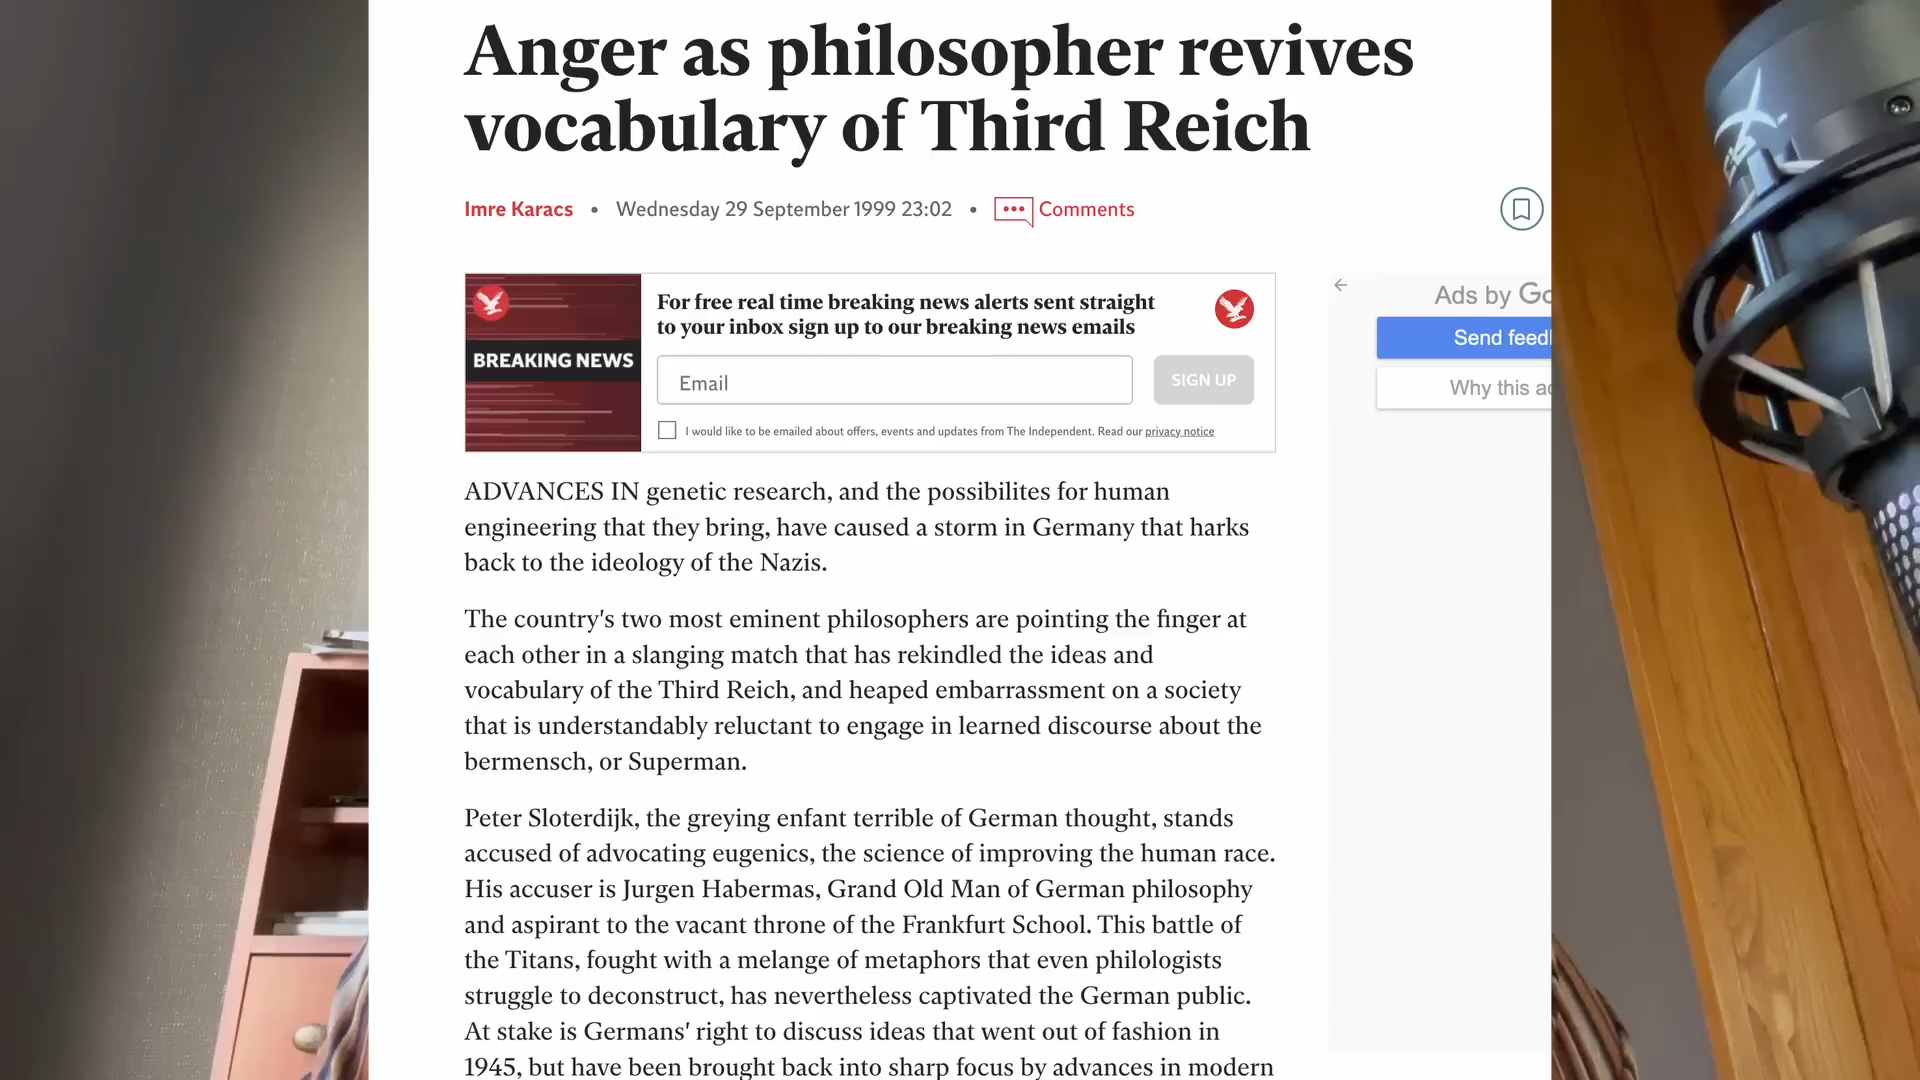 Anger as philosopher revives
vocabulary of Third Reich
Imre Karacs • Wednesday 29 September 1999 23:02 • Comments
BREAKING NEWS
For free real time breaking news alerts sent straight
to your inbox sign up to our breaking news emails
Email
SIGN UP
I would like to be emailed about offers, events and updates from The Independent. Read our privacy notice
Ads by Go
Send feed
Why this a
ADVANCES IN genetic research, and the possibilites for human
engineering that they bring, have caused a storm in Germany that harks
back to the ideology of the Nazis.
The country's two most eminent philosophers are pointing the finger at
each other in a slanging match that has rekindled the ideas and
vocabulary of the Third Reich, and heaped embarrassment on a society
that is understandably reluctant to engage in learned discourse about the
bermensch, or Superman.
Peter Sloterdijk, the greying enfant terrible of German thought, stands
accused of advocating eugenics, the science of improving the human race.
His accuser is Jurgen Habermas, Grand Old Man of German philosophy
and aspirant to the vacant throne of the Frankfurt School. This battle of
the Titans, fought with a melange of metaphors that even philologists
struggle to deconstruct, has nevertheless captivated the German public.
At stake is Germans' right to discuss ideas that went out of fashion in
1945, but have been brought back into sharp focus by advances in modern